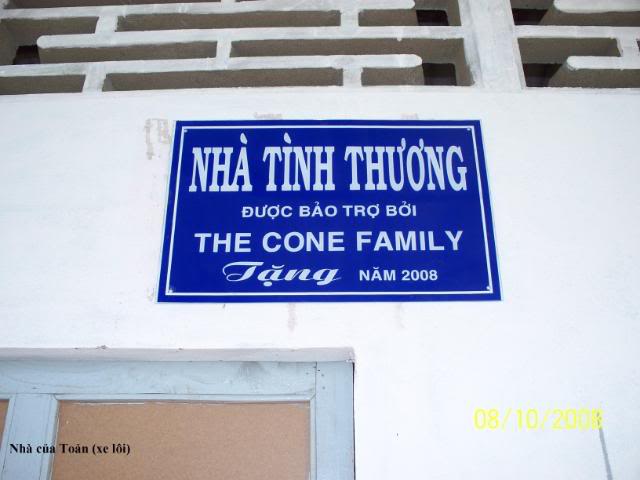 NHÀ TÌNH THƯƠNG
ĐƯỢC BẢO TRỢ BỞI
THE CONE FAMILY
Tặng NĂM 2008
08/10/2008
Nhà của Toán (xe lôi)